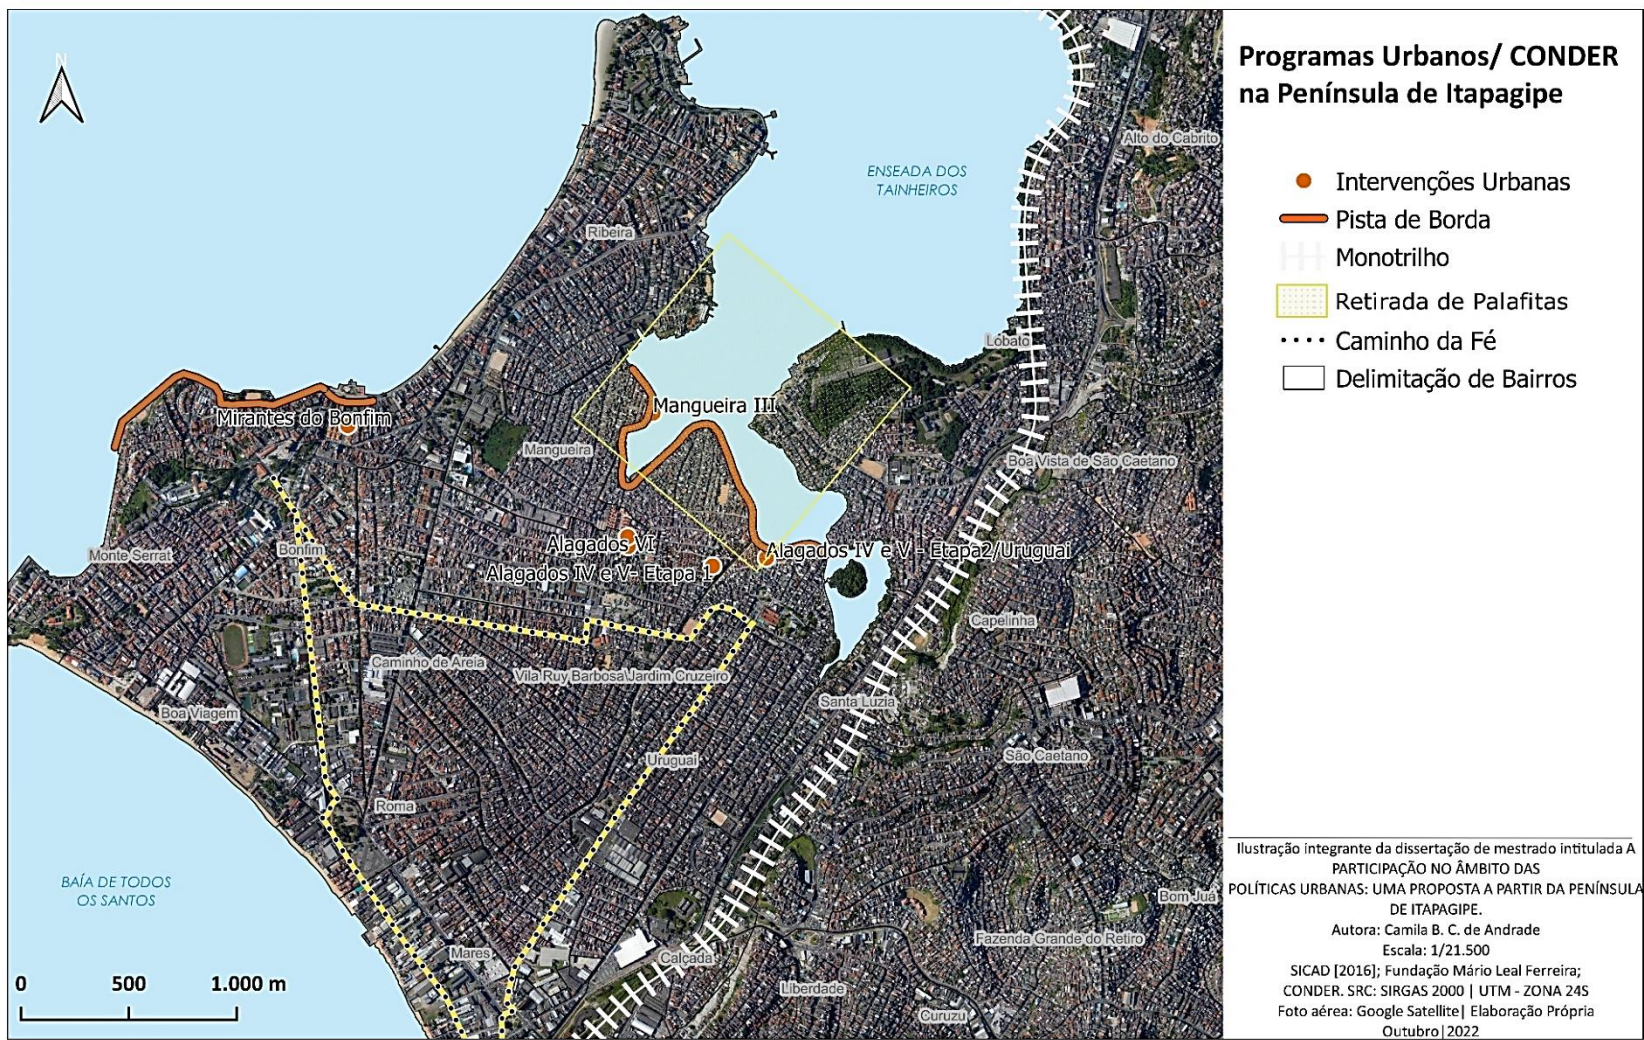 N
ENSEADA DOS
TAINHEIROS
Alto do Cabrito
Ribeira
Lobato
Mirantes do Bonfim
Mangueira III
Mangueira
Boa Vista de São Caetano
Monte Serrat
Bonfim
Alagados VI
Alagados IV e V - Etapa2/Uruguai
Alagados IV e V- Etapa 1
Capelinha
Caminho de Areia
Vila Ruy Barbosa\Jardim Cruzeiro
Boa Viagem
Santa Luzia
Uruguai
São Caetano
Roma
BAÍA DE TODOS
OS SANTOS
Bom Juá
Mares
Calçada
Fazenda Grande do Retiro
Liberdade
Curuzu
0 500 1.000 m
Programas Urbanos/ CONDER
na Península de Itapagipe
Intervenções Urbanas
Pista de Borda
Monotrilho
Retirada de Palafitas
Caminho da Fé
Delimitação de Bairros
Ilustração integrante da dissertação de mestrado intitulada A
PARTICIPAÇÃO NO ÂMBITO DAS
POLÍTICAS URBANAS: UMA PROPOSTA A PARTIR DA PENÍNSULA
DE ITAPAGIPE.
Autora: Camila B. C. de Andrade
Escala: 1/21.500
SICAD [2016]; Fundação Mário Leal Ferreira;
CONDER. SRC: SIRGAS 2000 | UTM - ZONA 24S
Foto aérea: Google Satellite| Elaboração Própria
Outubro|2022